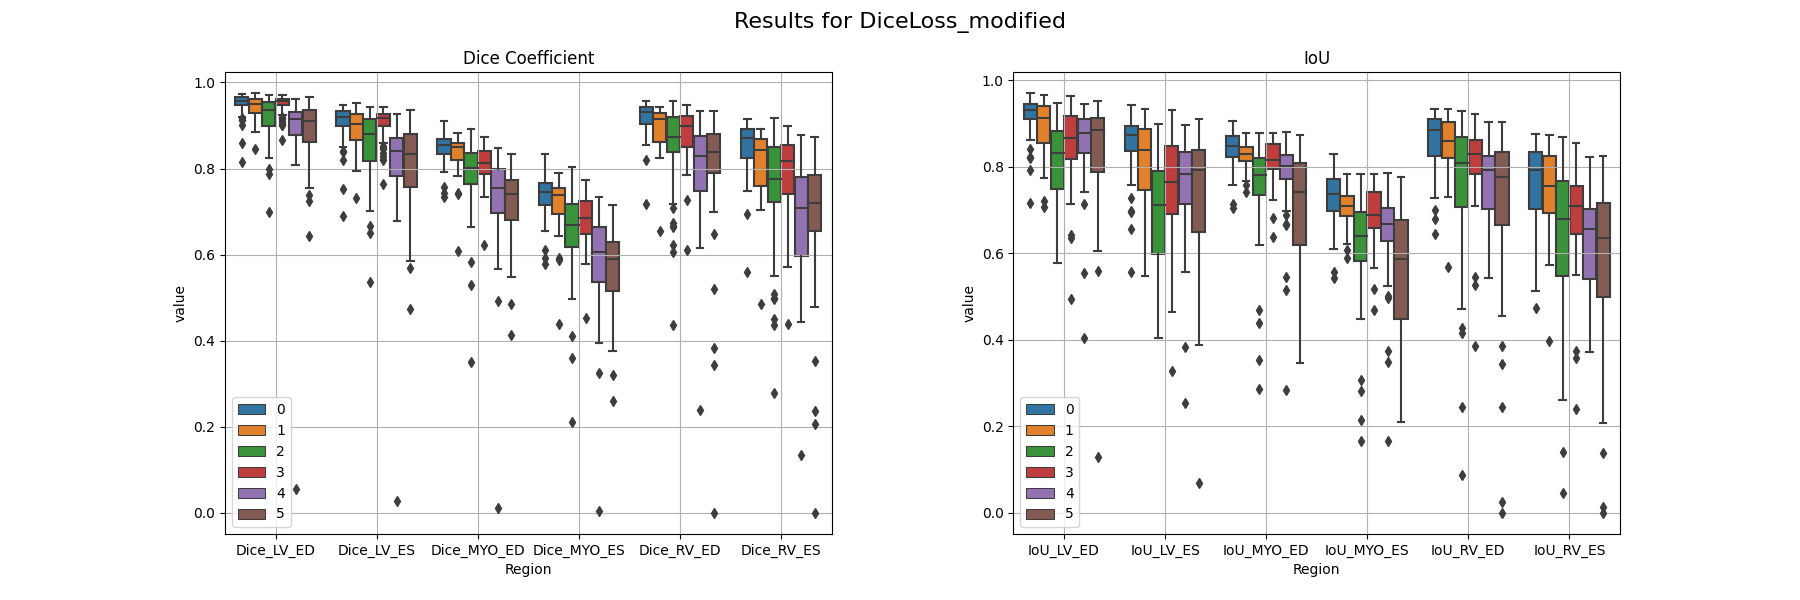 Results for DiceLoss_modified
Dice Coefficient
1.0
0.8
0.6
0.4
0.2
0.0
value
0
1
2
3
4
5
Dice_LV_ED
Dice_LV_ES
Dice_MYO_ED
Dice_MYO_ES
Dice_RV_ED
Dice_RV_ES
Region
IoU
1.0
0.8
0.6
0.4
0.2
0.0
value
0
1
2
3
4
5
IoU_LV_ED
IoU_LV_ES
IoU_MYO_ED
IoU_MYO_ES
IoU_RV_ED
IoU_RV_ES
Region